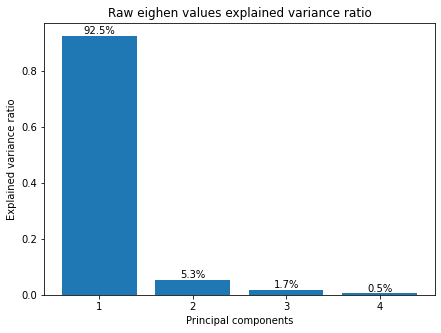 Raw eighen values explained variance ratio
92.5%
5.3%
1.7%
0.5%
0.8
0.6
0.4
0.2
0.0
Explained variance ratio
1 2 3 4
Principal components